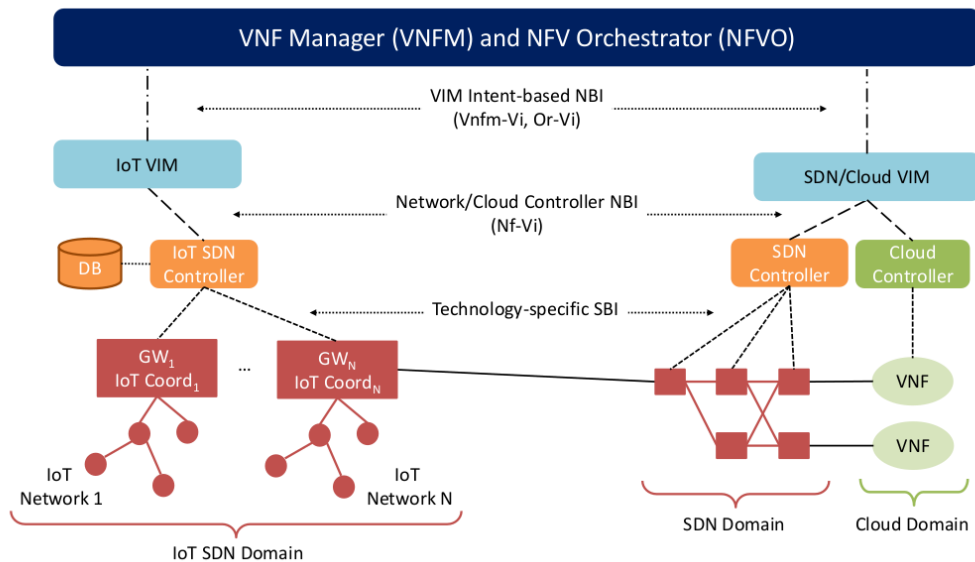 VNF Manager (VNFM) and NFV Orchestrator (NFVO)
VIM Intent-based NBI
(Vnfm-Vi, Or-Vi)
IoT VIM
SDN/Cloud VIM
Network/Cloud Controller NBI
(Nf-Vi)
DB
IoT SDN
Controller
SDN
Controller
Cloud
Controller
Technology-specific SBI
GW1
IoT Coord1
...
GWN
IoT CoordN
VNF
VNF
IoT
Network 1
IoT
Network N
SDN Domain
Cloud Domain
IoT SDN Domain